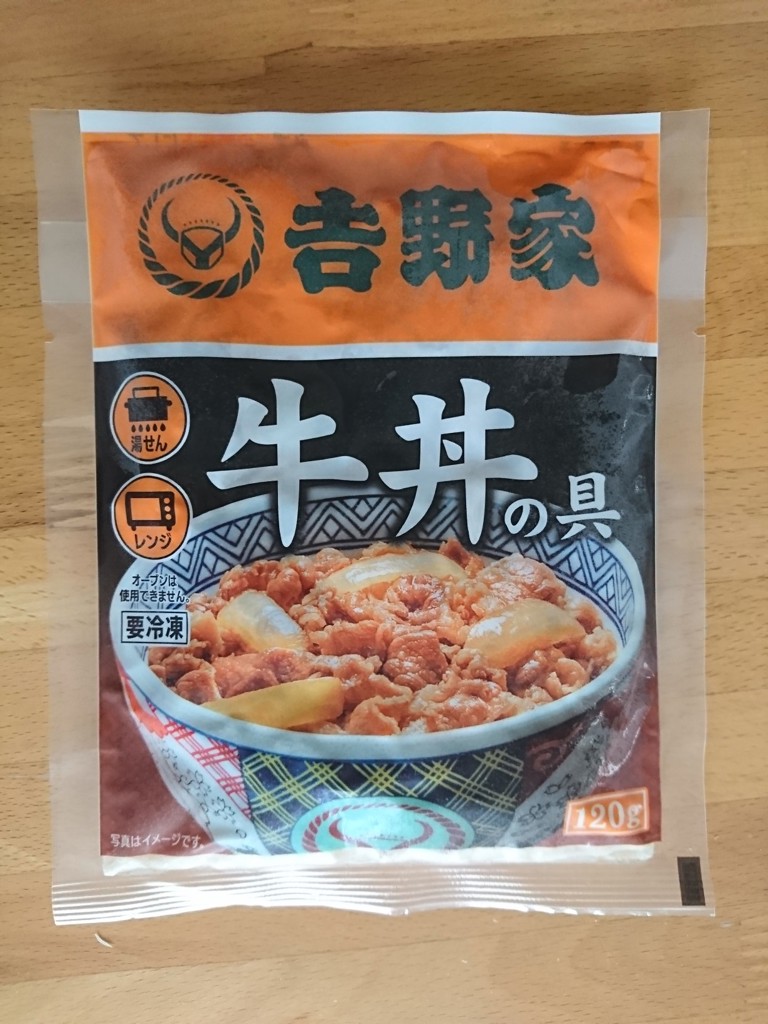 吉野家
牛丼の具
湯せん
レンジ
オーブンは
使用できません。
要冷凍
120g
写真はイメージです。